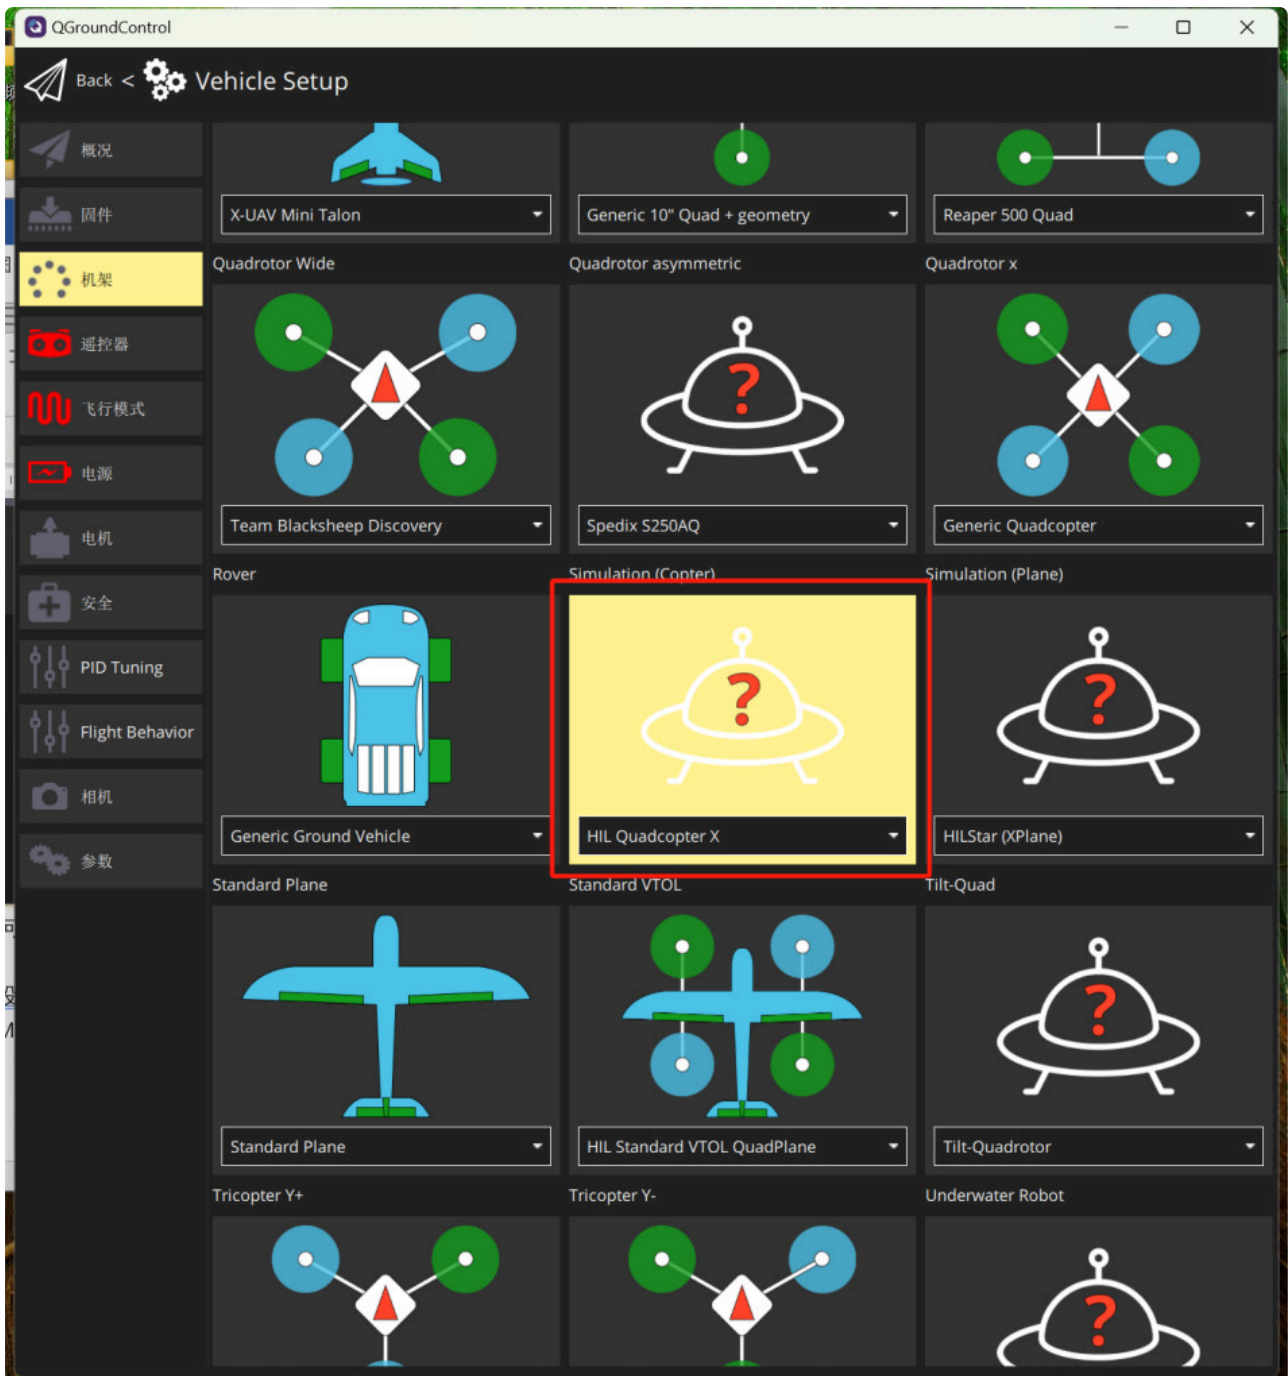 QGroundControl
Back < Vehicle Setup
概况
固件
机架
遥控器
飞行模式
电源
电机
安全
PID Tuning
Flight Behavior
相机
参数
X-UAV Mini Talon
Generic 10" Quad + geometry
Reaper 500 Quad
Quadrotor Wide
Quadrotor asymmetric
Quadrotor x
?
Team Blacksheep Discovery
Spedix S250AQ
Generic Quadcopter
Rover
Simulation (Copter)
Simulation (Plane)
?
?
Generic Ground Vehicle
HIL Quadcopter X
HILStar (XPlane)
Standard Plane
Standard VTOL
Tilt-Quad
?
Standard Plane
HIL Standard VTOL QuadPlane
Tilt-Quadrotor
Tricopter Y+
Tricopter Y-
Underwater Robot
?